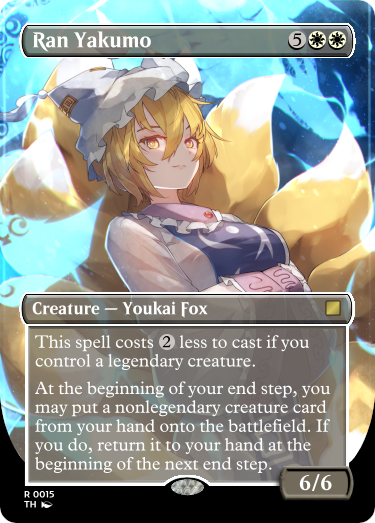 Ran Yakumo 5
Creature — Youkai Fox
This spell costs 2 less to cast if you
control a legendary creature.
At the beginning of your end step, you
may put a nonlegendary creature card
from your hand onto the battlefield. If
you do, return it to your hand at the
beginning of the next end step.
6/6
R 0015
TH